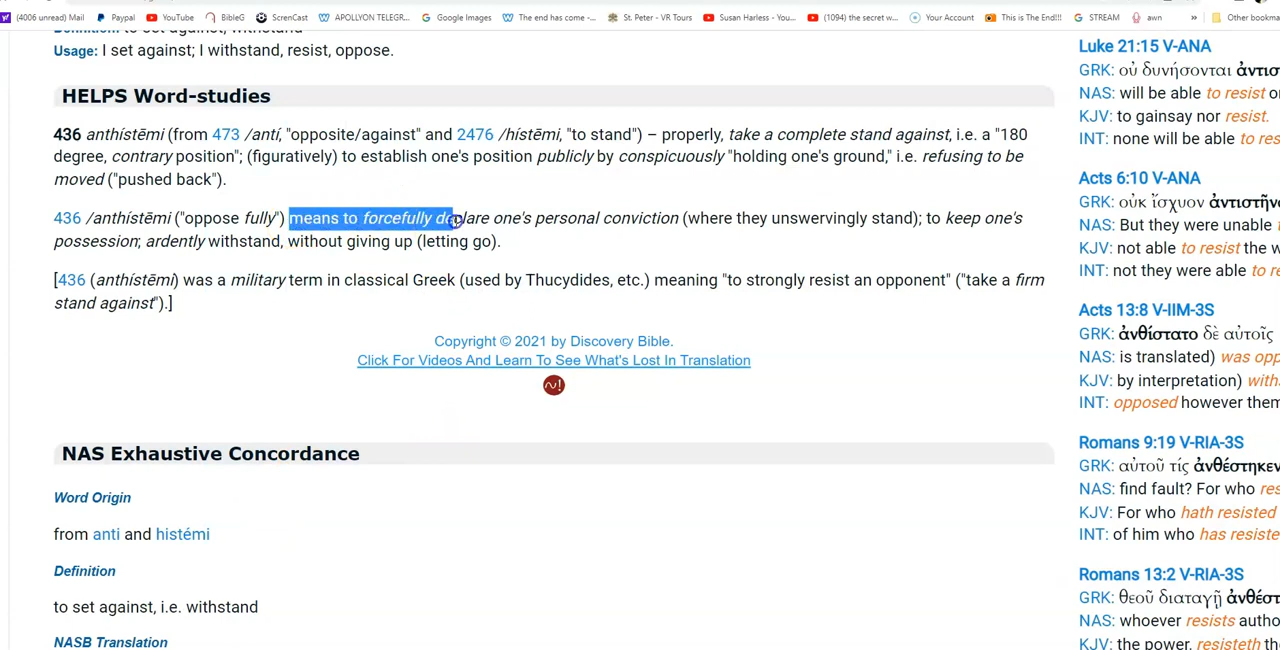 (4006 unread) Mail Paypal YouTube BibleG ScrenCast APOLLYON TELEGR... Google Images The end has come -... St. Peter - VR Tours Susan Harless - You... (1094) the secret w... Your Account This is The End!!! STREAM awn » Other bookma
Usage: I set against; I withstand, resist, oppose.
HELPS Word-studies
436 anthístēmi (from 473 /antí, "opposite/against" and 2476 /hístēmi, "to stand") – properly, take a complete stand against, i.e. a "180
degree, contrary position"; (figuratively) to establish one's position publicly by conspicuously "holding one's ground," i.e. refusing to be
moved ("pushed back").
436 /anthístēmi ("oppose fully") means to forcefully declare one's personal conviction (where they unswervingly stand); to keep one's
possession; ardently withstand, without giving up (letting go).
[436 (anthístēmi) was a military term in classical Greek (used by Thucydides, etc.) meaning "to strongly resist an opponent" ("take a firm
stand against").]
Copyright © 2021 by Discovery Bible.
Click For Videos And Learn To See What's Lost In Translation
NAS Exhaustive Concordance
Word Origin
from anti and histémi
Definition
to set against, i.e. withstand
NASB Translation
Luke 21:15 V-ANA
GRK: οὐ δυνήσονται ἀντισ
NAS: will be able to resist o
KJV: to gainsay nor resist.
INT: none will be able to res
Acts 6:10 V-ANA
GRK: οὐκ ἴσχυον ἀντιστῆν
NAS: But they were unable
KJV: not able to resist the w
INT: not they were able to re
Acts 13:8 V-IIM-3S
GRK: ἀνθίστατο δὲ αὐτοῖς
NAS: is translated) was opp
KJV: by interpretation) with
INT: opposed however them
Romans 9:19 V-RIA-3S
GRK: αὐτοῦ τίς ἀνθέστηκεν
NAS: find fault? For who res
KJV: For who hath resisted
INT: of him who has resiste
Romans 13:2 V-RIA-3S
GRK: θεοῦ διαταγῇ ἀνθέστ
NAS: whoever resists autho
KJV: the power, resisteth th